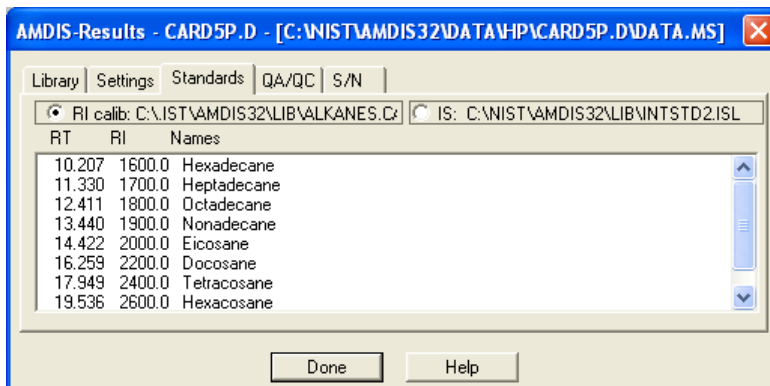 AMDIS-Results - CARD5P.D - [C:\NIST\AMDIS32\DATA\HP\CARD5P.D\DATA.MS]
Library Settings Standards QA/QC S/N
RI calib: C:\.IST\AMDIS32\LIB\ALKANES.CA IS: C:\NIST\AMDIS32\LIB\INTSTD2.ISL
RT RI Names
10.207 1600.0 Hexadecane
11.330 1700.0 Heptadecane
12.411 1800.0 Octadecane
13.440 1900.0 Nonadecane
14.422 2000.0 Eicosane
16.259 2200.0 Docosane
17.949 2400.0 Tetracosane
19.536 2600.0 Hexacosane
Done Help